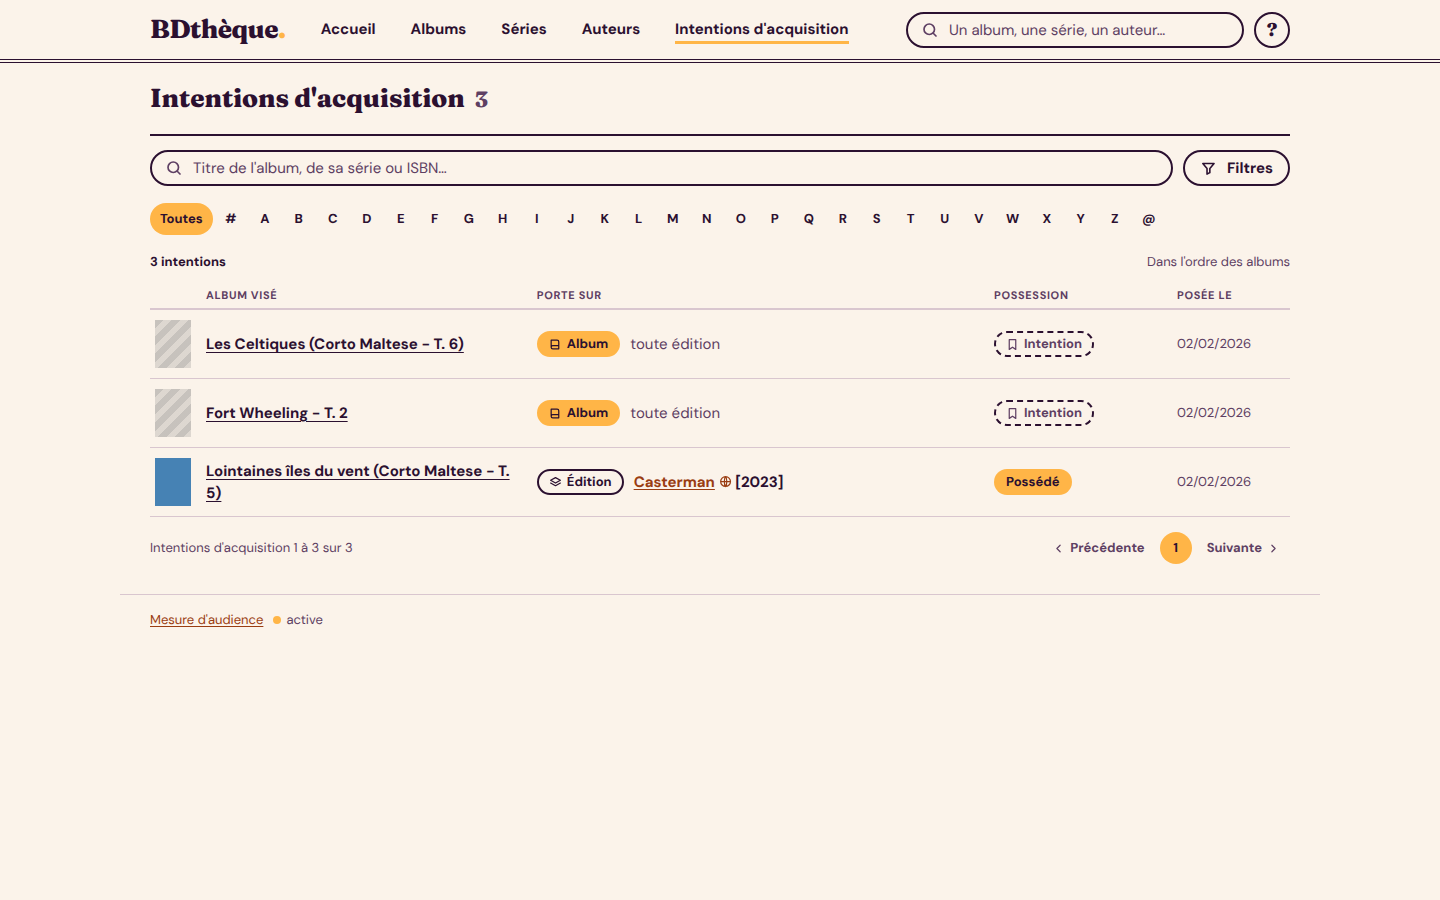 BDthèque.
Accueil
Albums
Séries
Auteurs
Intentions d'acquisition
Un album, une série, un auteur...
?
Intentions d'acquisition 3
Titre de l'album, de sa série ou ISBN...
Filtres
Toutes # A B C D E F G H I J K L M N O P Q R S T U V W X Y Z @
3 intentions
Dans l'ordre des albums
ALBUM VISÉ
PORTE SUR
POSSESSION
POSÉE LE
Les Celtiques (Corto Maltese - T. 6)
Album
toute édition
Intention
02/02/2026
Fort Wheeling - T. 2
Album
toute édition
Intention
02/02/2026
Lointaines îles du vent (Corto Maltese - T.
5)
Édition
Casterman [2023]
Possédé
02/02/2026
Intentions d'acquisition 1 à 3 sur 3
Précédente
1
Suivante
Mesure d'audience
active